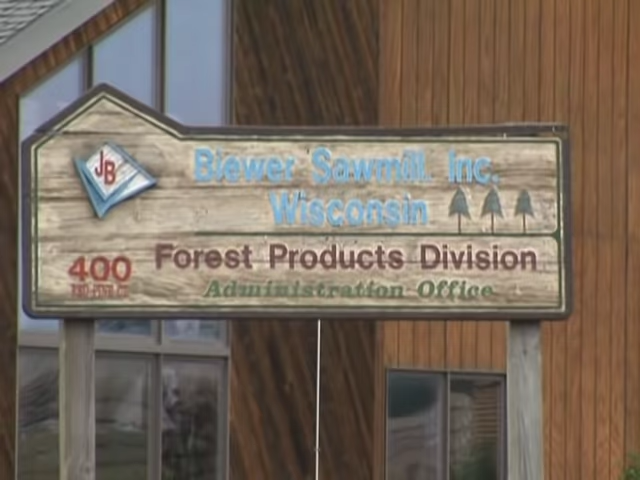 JB
Biewer Sawmill, Inc.
Wisconsin
400
Forest Products Division
Administration Office